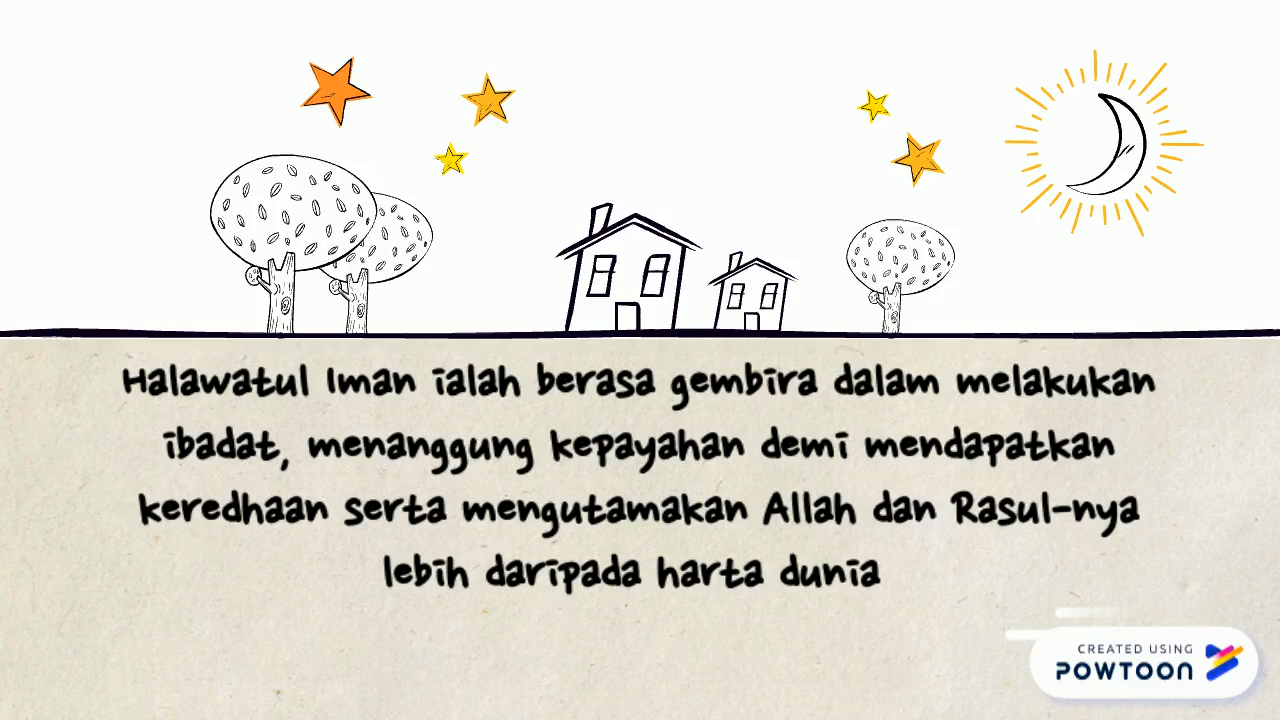 Halawatul Iman ialah berasa gembira dalam melakukan
ibadat, menanggung kepayahan demi mendapatkan
keredhaan serta mengutamakan Allah dan Rasul-nya
lebih daripada harta dunia
CREATED USING
POWTOON